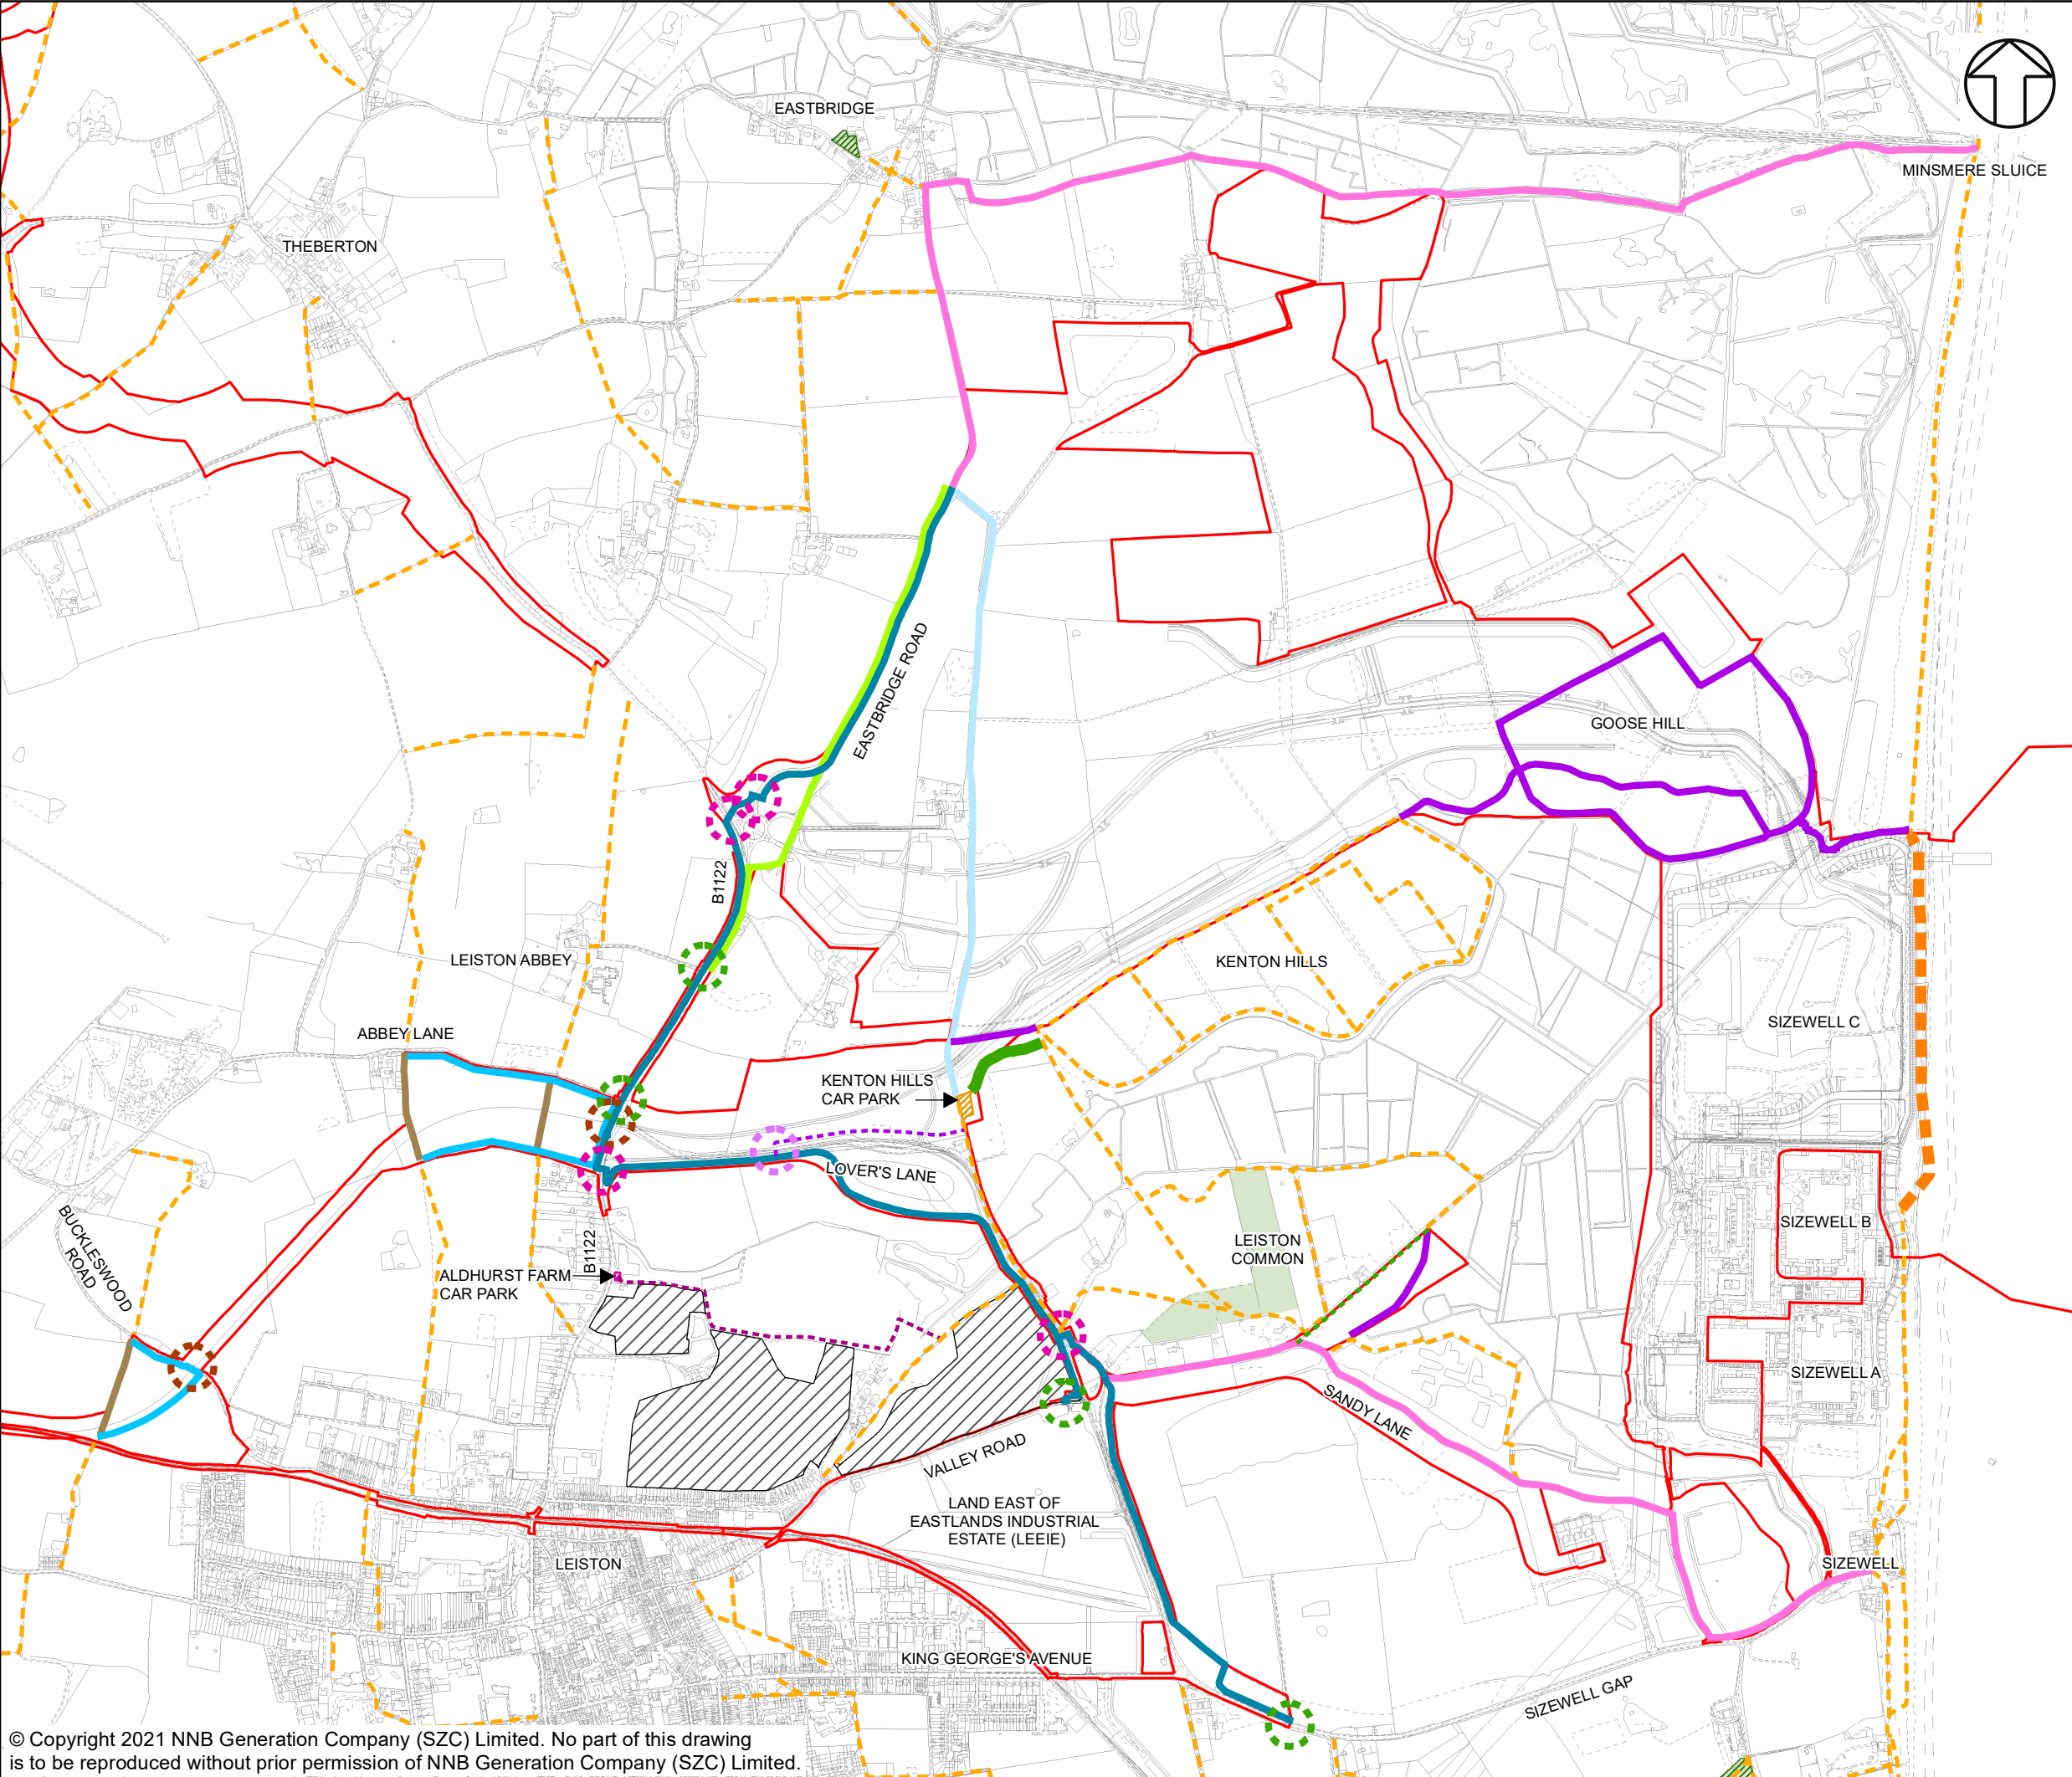 EASTBRIDGE
MINSMERE SLUICE
THEBERTON
EASTBRIDGE ROAD
GOOSE HILL
B1122
LEISTON ABBEY
KENTON HILLS
SIZEWELL C
ABBEY LANE
KENTON HILLS
CAR PARK
LOVER'S LANE
BUCKLESWOOD
ROAD
B1122
LEISTON
COMMON
SIZEWELL B
ALDHURST FARM
CAR PARK
SIZEWELL A
SANDY LANE
VALLEY ROAD
LAND EAST OF
EASTLANDS INDUSTRIAL
ESTATE (LEEIE)
LEISTON
SIZEWELL
KING GEORGE'S AVENUE
SIZEWELL GAP
© Copyright 2021 NNB Generation Company (SZC) Limited. No part of this drawing
is to be reproduced without prior permission of NNB Generation Company (SZC) Limited.